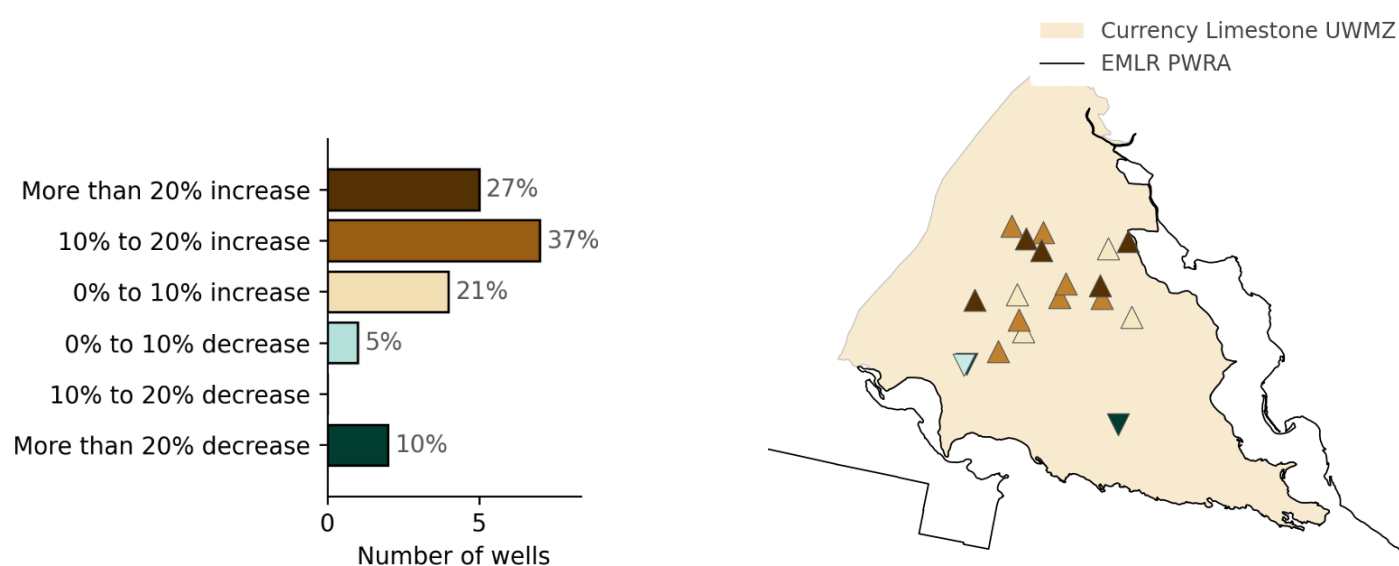 Currency Limestone UWMZ
EMLR PWRA
More than 20% increase 27%
10% to 20% increase 37%
0% to 10% increase 21%
0% to 10% decrease 5%
10% to 20% decrease
More than 20% decrease 10%
0 5
Number of wells